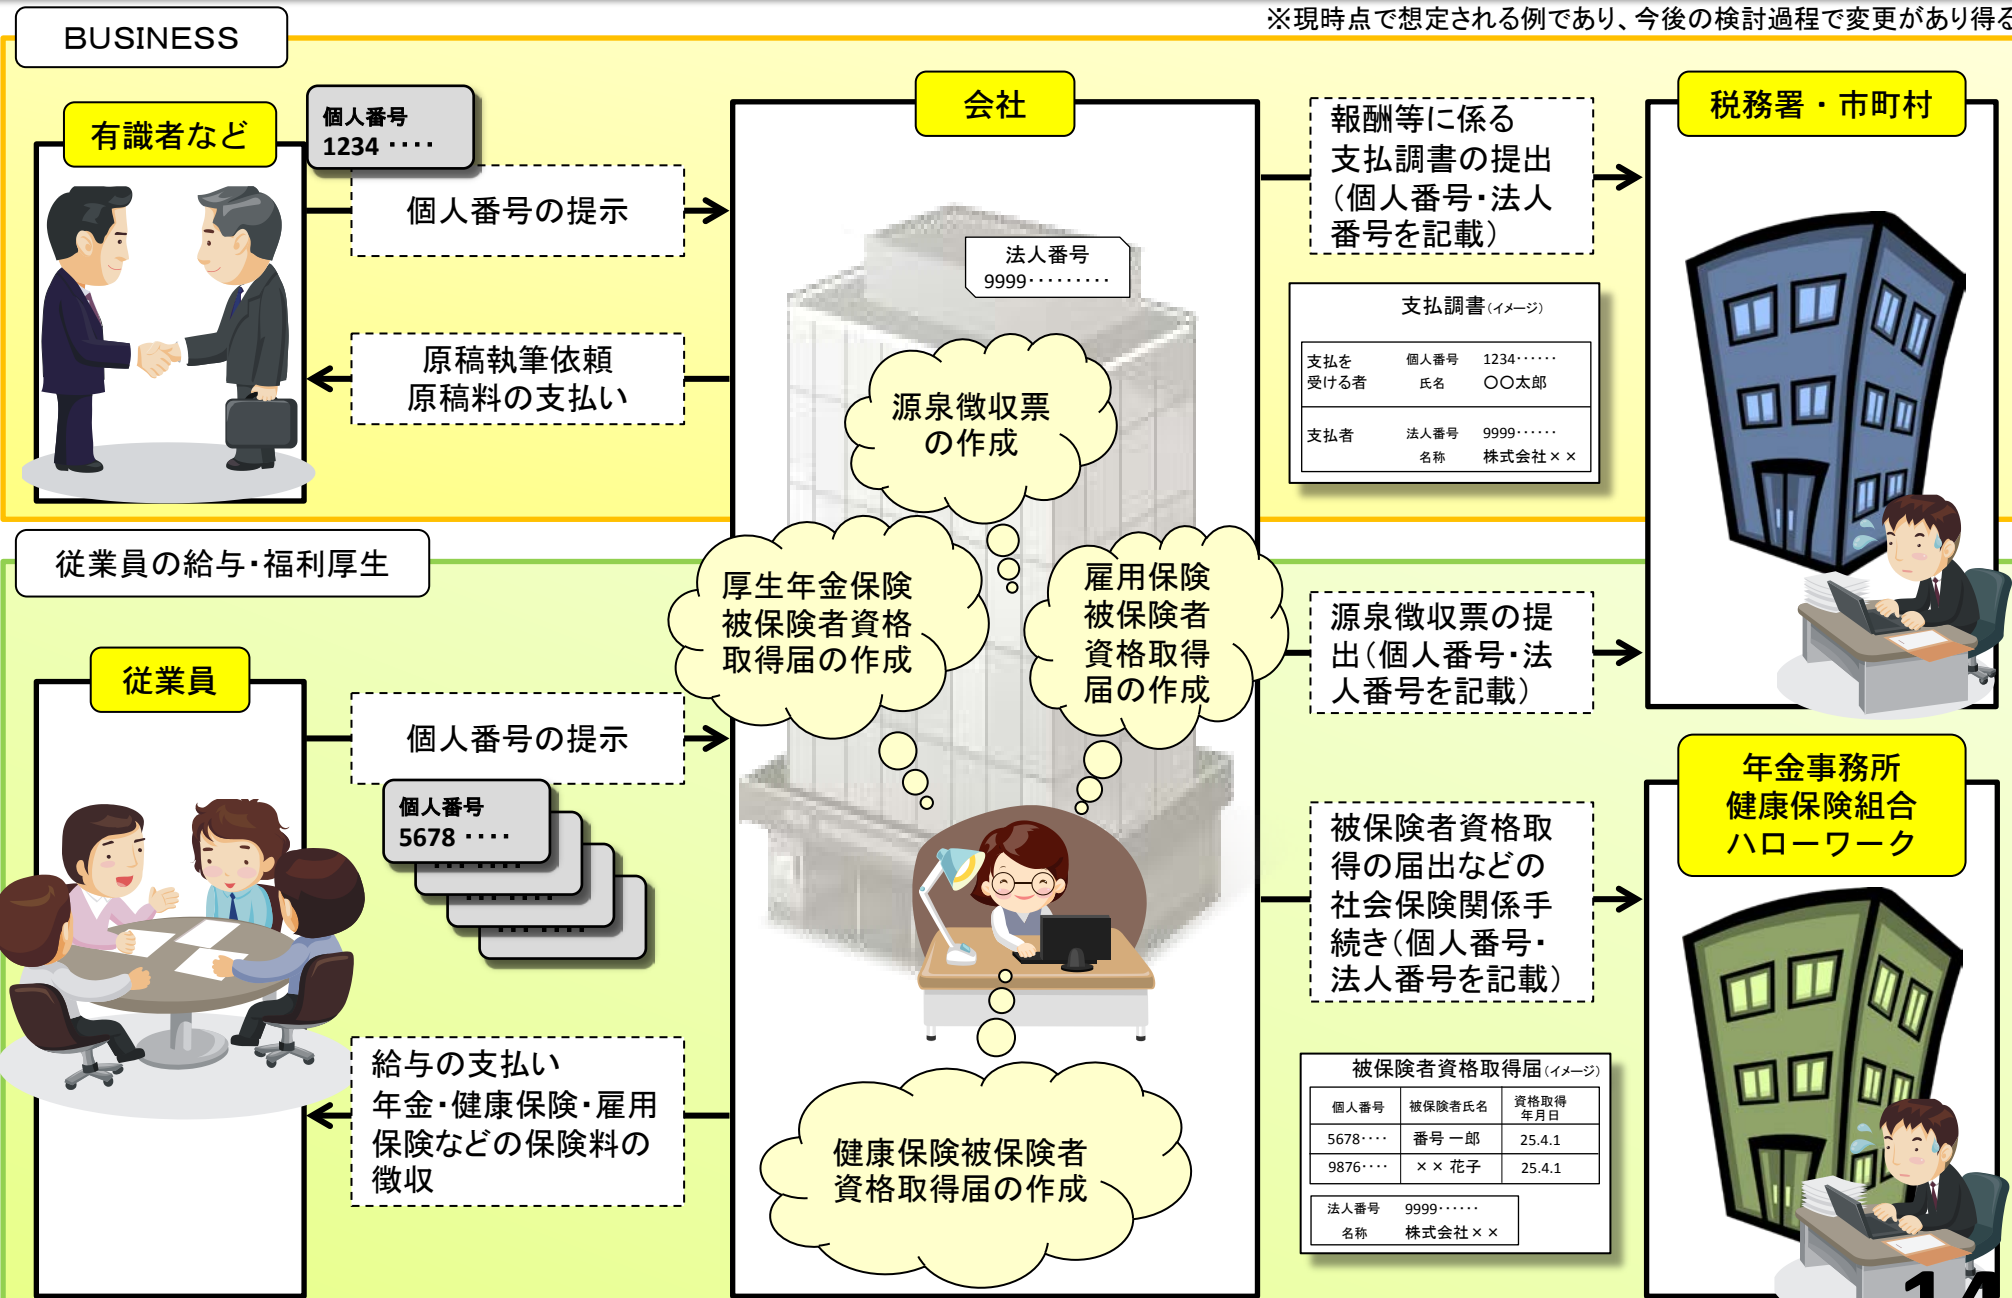 ※現時点で想定される例であり、今後の検討過程で変更があり得る
BUSINESS
有識者など
個人番号
1234 ‥‥
個人番号の提示
原稿執筆依頼
原稿料の支払い
会社
法人番号
9999‥‥‥‥‥
源泉徴収票
の作成
厚生年金保険
被保険者資格
取得届の作成
雇用保険
被保険者
資格取得
届の作成
健康保険被保険者
資格取得届の作成
報酬等に係る
支払調書の提出
(個人番号・法人
番号を記載)
税務署・市町村
支払調書(イメージ)
支払を
受ける者
個人番号 1234‥‥‥
氏名 〇〇太郎
支払者
法人番号 9999‥‥‥
名称 株式会社××
従業員の給与・福利厚生
従業員
個人番号の提示
個人番号
5678 ‥‥
給与の支払い
年金・健康保険・雇用
保険などの保険料の
徴収
源泉徴収票の提
出(個人番号・法
人番号を記載)
被保険者資格取
得の届出などの
社会保険関係手
続き(個人番号・
法人番号を記載)
年金事務所
健康保険組合
ハローワーク
被保険者資格取得届(イメージ)
個人番号 被保険者氏名 資格取得
年月日
5678‥‥ 番号 一郎 25.4.1
9876‥‥ ×× 花子 25.4.1
法人番号 9999‥‥‥
名称 株式会社××
14